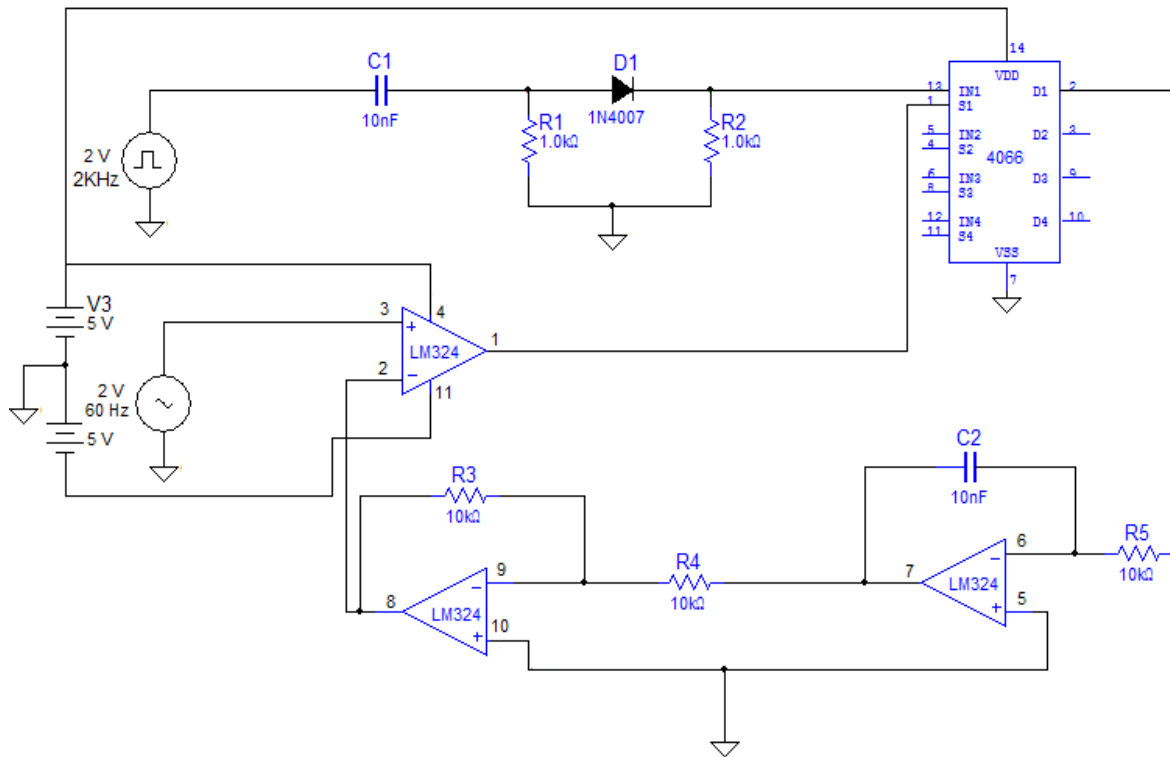 C1
10nF
D1
1N4007
R1
1.0kΩ
R2
1.0kΩ
2 V
2KHz
14
VDD
13
IN1
D1
2
1
S1
5
IN2
D2
3
4
S2
4066
6
IN3
D3
9
8
S3
12
IN4
D4
10
11
S4
VSS
7
V3
5 V
3
4
+
LM324
1
2
−
11
2 V
60 Hz
5 V
R3
10kΩ
C2
10nF
R4
10kΩ
R5
10kΩ
9
−
8
LM324
10
+
6
−
7
LM324
5
+